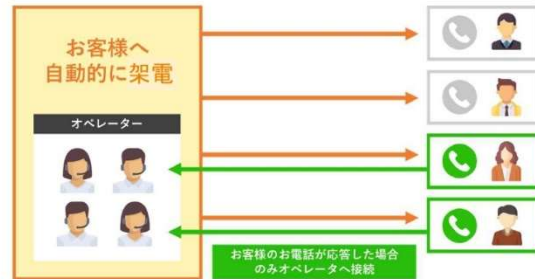 お客様へ
自動的に架電
オペレーター
お客様のお電話が応答した場合
のみオペレータへ接続